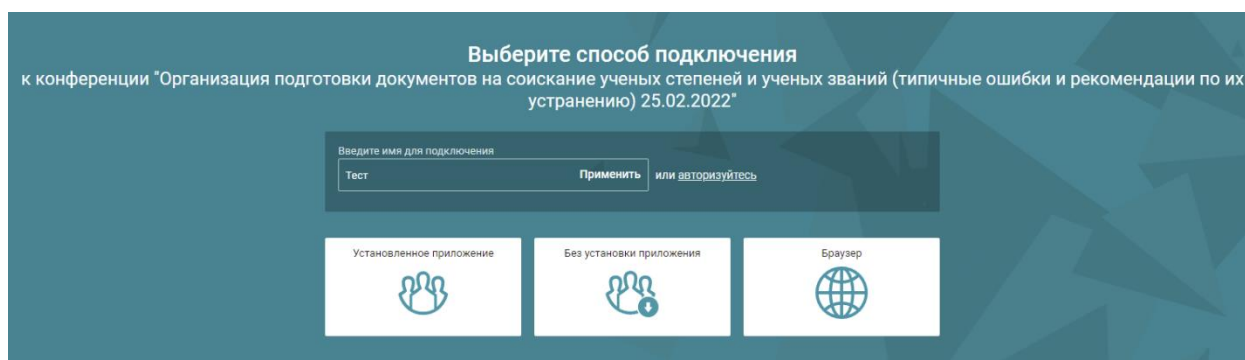 Выберите способ подключения
к конференции "Организация подготовки документов на соискание ученых степеней и ученых званий (типичные ошибки и рекомендации по их
устранению) 25.02.2022"
Введите имя для подключения
Тест Применить или авторизуйтесь
Установленное приложение Без установки приложения Браузер